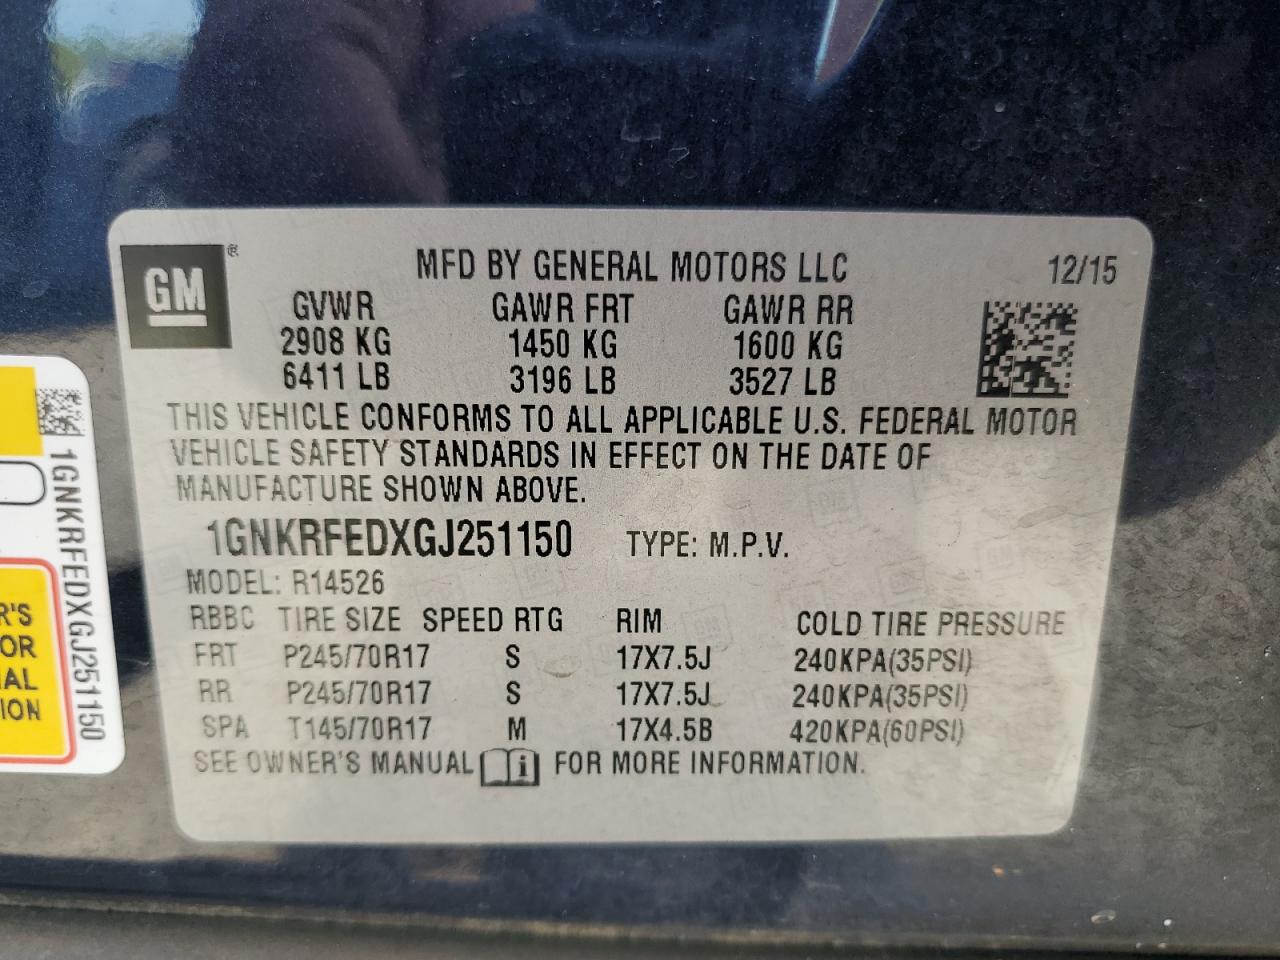 GM ®
MFD BY GENERAL MOTORS LLC 12/15
GVWR GAWR FRT GAWR RR
2908 KG 1450 KG 1600 KG
6411 LB 3196 LB 3527 LB
THIS VEHICLE CONFORMS TO ALL APPLICABLE U.S. FEDERAL MOTOR
VEHICLE SAFETY STANDARDS IN EFFECT ON THE DATE OF
MANUFACTURE SHOWN ABOVE.
1GNKRFEDXGJ251150 TYPE: M.P.V.
MODEL: R14526
RBBC TIRE SIZE SPEED RTG RIM COLD TIRE PRESSURE
FRT P245/70R17 S 17X7.5J 240KPA(35PSI)
RR P245/70R17 S 17X7.5J 240KPA(35PSI)
SPA T145/70R17 M 17X4.5B 420KPA(60PSI)
SEE OWNER'S MANUAL i FOR MORE INFORMATION.
1GNKRFEDXGJ251150
R'S
OR
IAL
ION